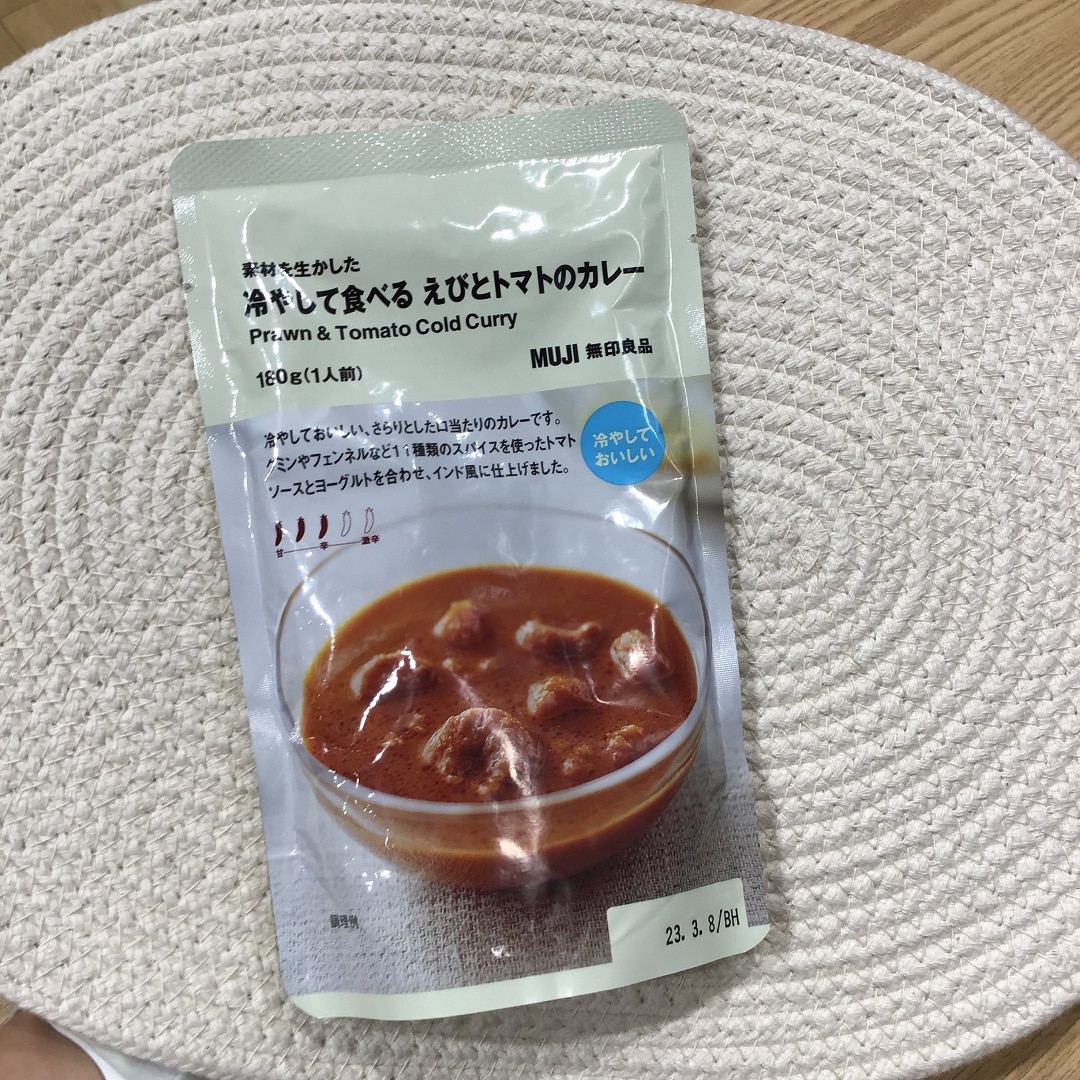 素材を生かした
冷やして食べる えびとトマトのカレー
Prawn & Tomato Cold Curry
180g(1人前)
MUJI 無印良品
冷やしておいしい、さらりとした口当たりのカレーです。
クミンやフェンネルなど11種類のスパイスを使ったトマト
ソースとヨーグルトを合わせ、インド風に仕上げました。
冷やして
おいしい
甘 辛 激辛
調理例
23. 3. 8/BH